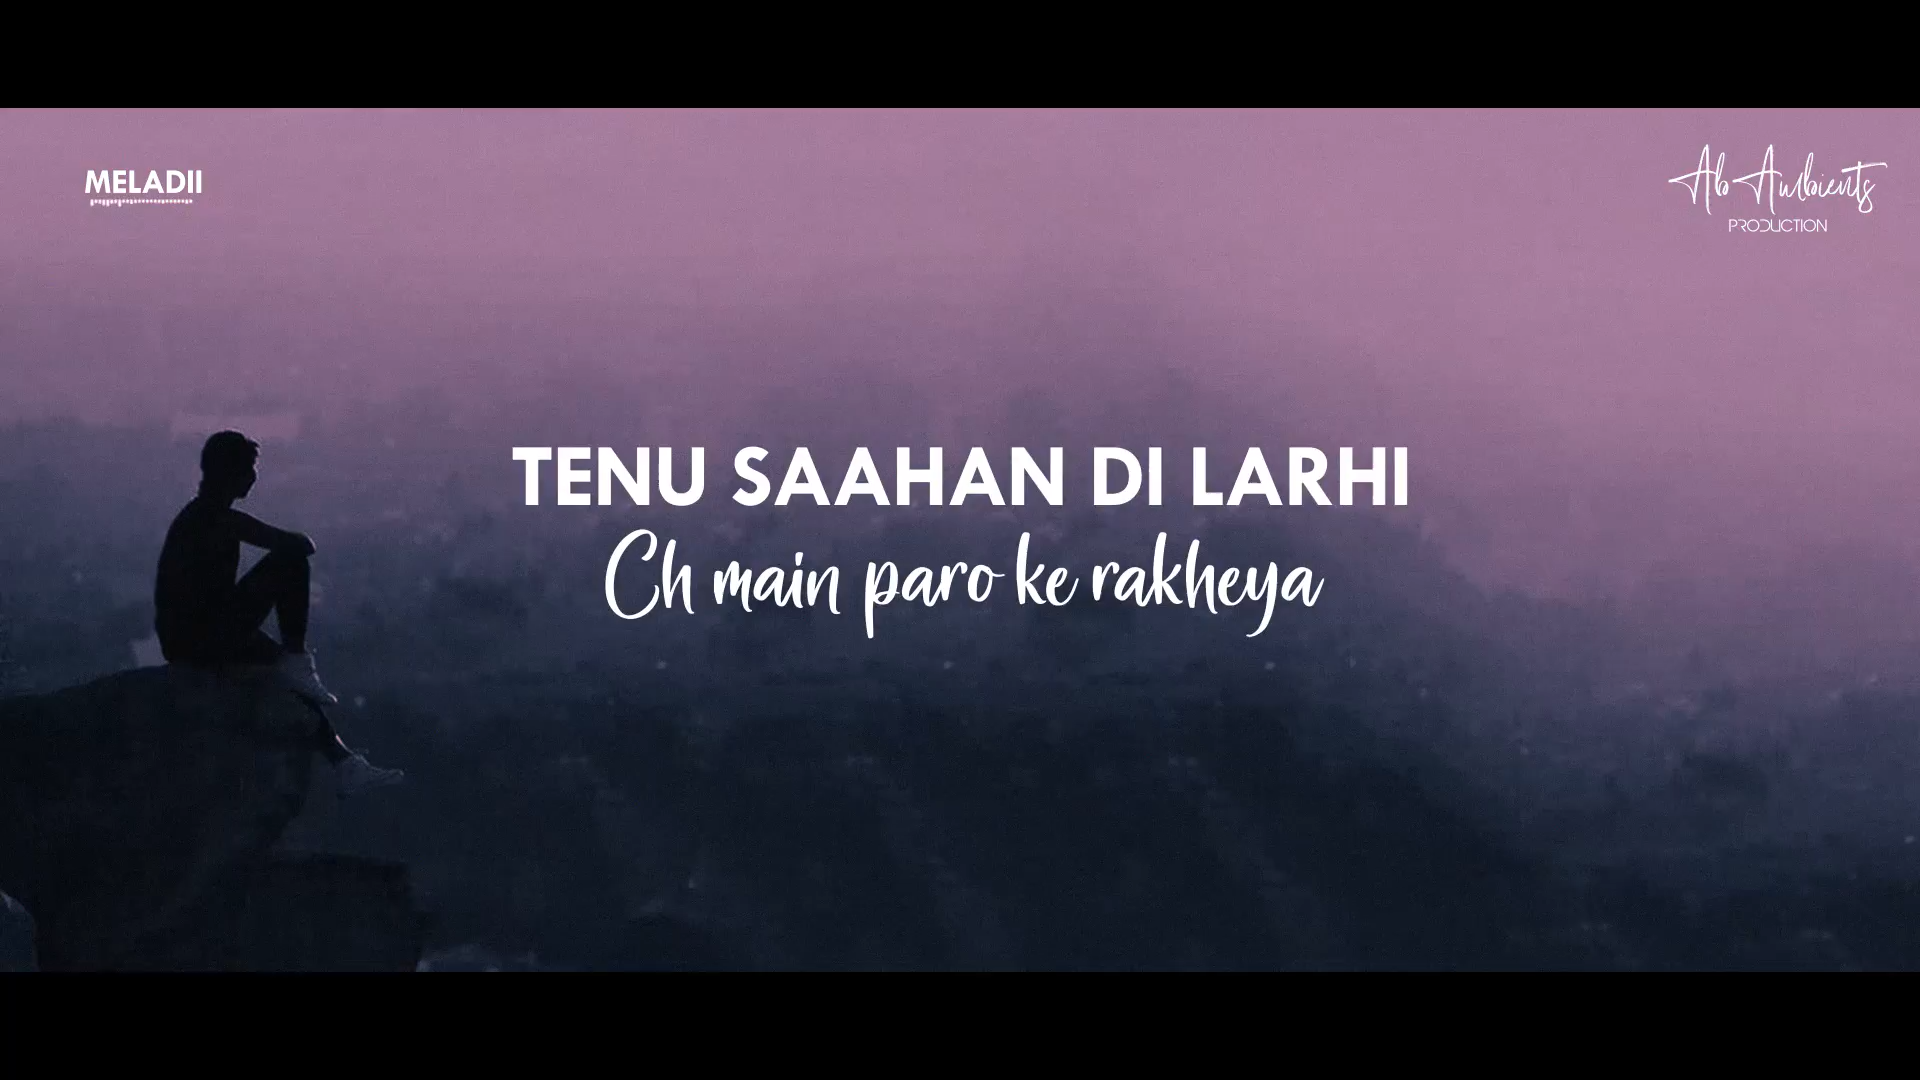 MELADII
Ab Ambients
PRODUCTION
TENU SAAHAN DI LARHI
Ch main paro ke rakheya